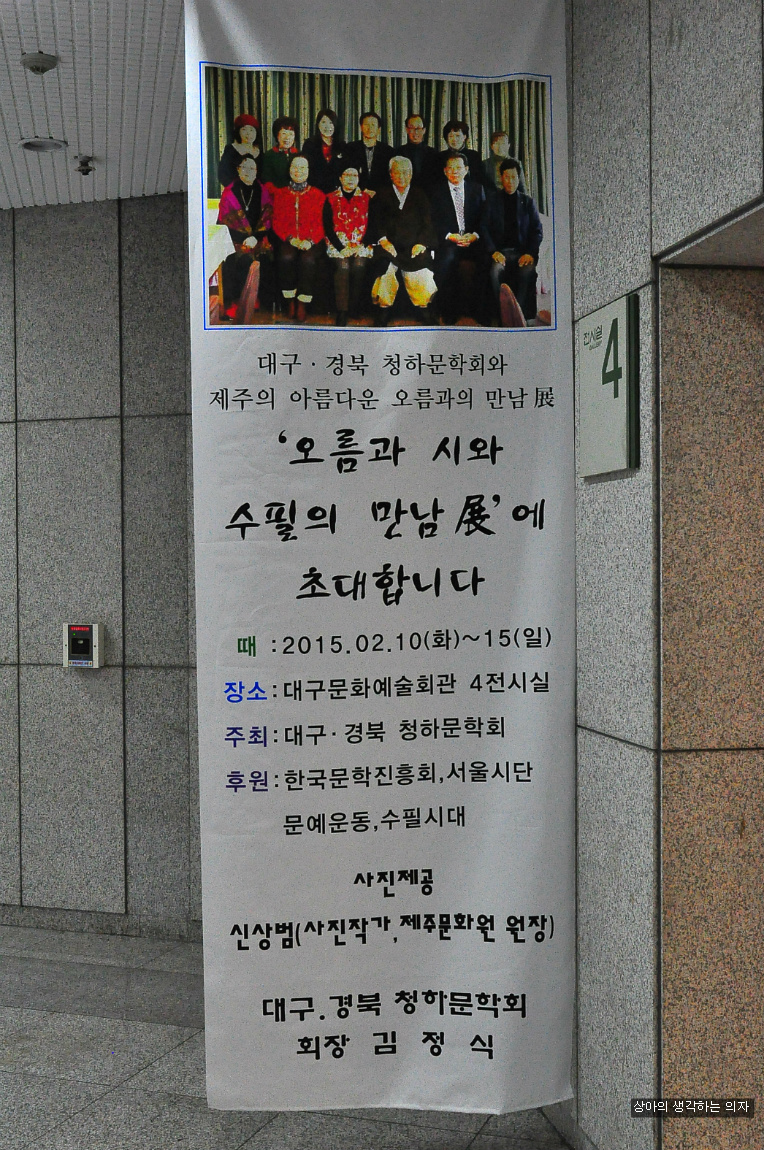 대구 · 경북 청하문학회와
제주의 아름다운 오름과의 만남展
‘오름과 시와
수필의 만남展’에
초대합니다
때 : 2015.02.10(화)~15(일)
장소 : 대구문화예술회관 4전시실
주최 : 대구 · 경북 청하문학회
후원 : 한국문학진흥회,서울시단
문예운동,수필시대
사진제공
신상범(사진작가,제주문화원 원장)
대구.경북 청하문학회
회장 김 정 식
전시실
4
상아의 생각하는 의자